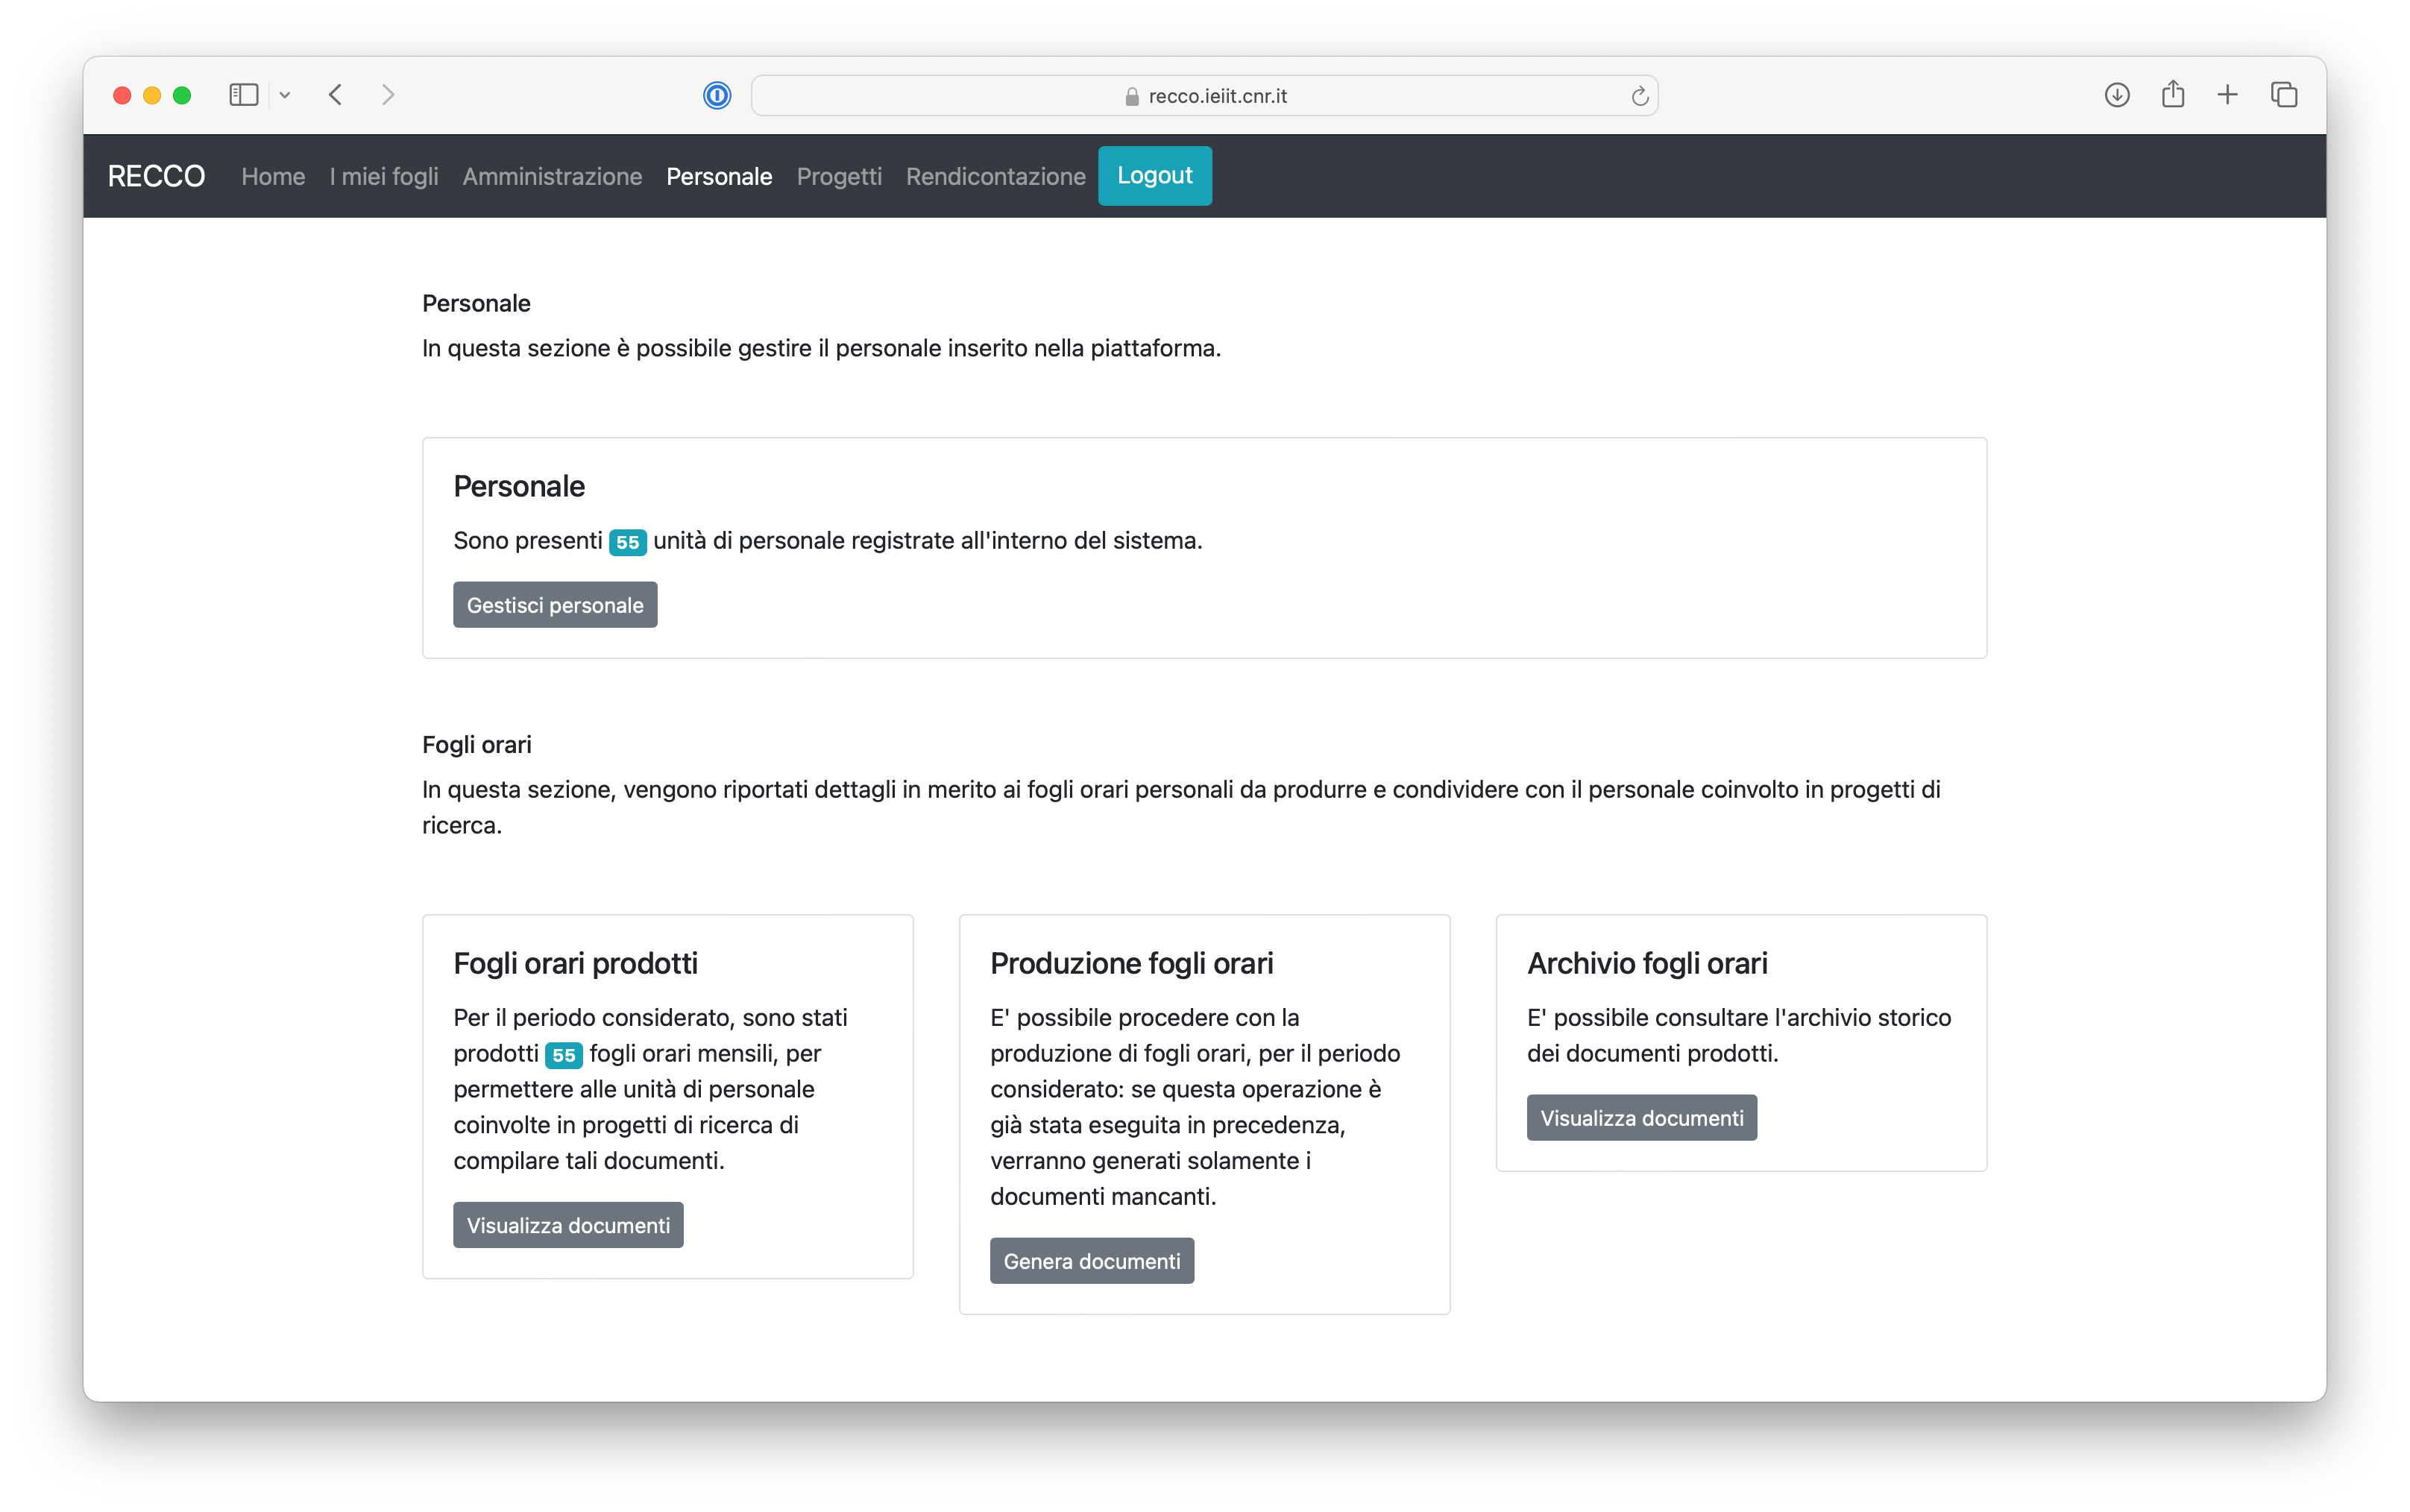 recco.ieiit.cnr.it
RECCO Home I miei fogli Amministrazione Personale Progetti Rendicontazione Logout
Personale
In questa sezione è possibile gestire il personale inserito nella piattaforma.
Personale
Sono presenti 55 unità di personale registrate all'interno del sistema.
Gestisci personale
Fogli orari
In questa sezione, vengono riportati dettagli in merito ai fogli orari personali da produrre e condividere con il personale coinvolto in progetti di
ricerca.
Fogli orari prodotti
Per il periodo considerato, sono stati
prodotti 55 fogli orari mensili, per
permettere alle unità di personale
coinvolte in progetti di ricerca di
compilare tali documenti.
Visualizza documenti
Produzione fogli orari
E' possibile procedere con la
produzione di fogli orari, per il periodo
considerato: se questa operazione è
già stata eseguita in precedenza,
verranno generati solamente i
documenti mancanti.
Genera documenti
Archivio fogli orari
E' possibile consultare l'archivio storico
dei documenti prodotti.
Visualizza documenti